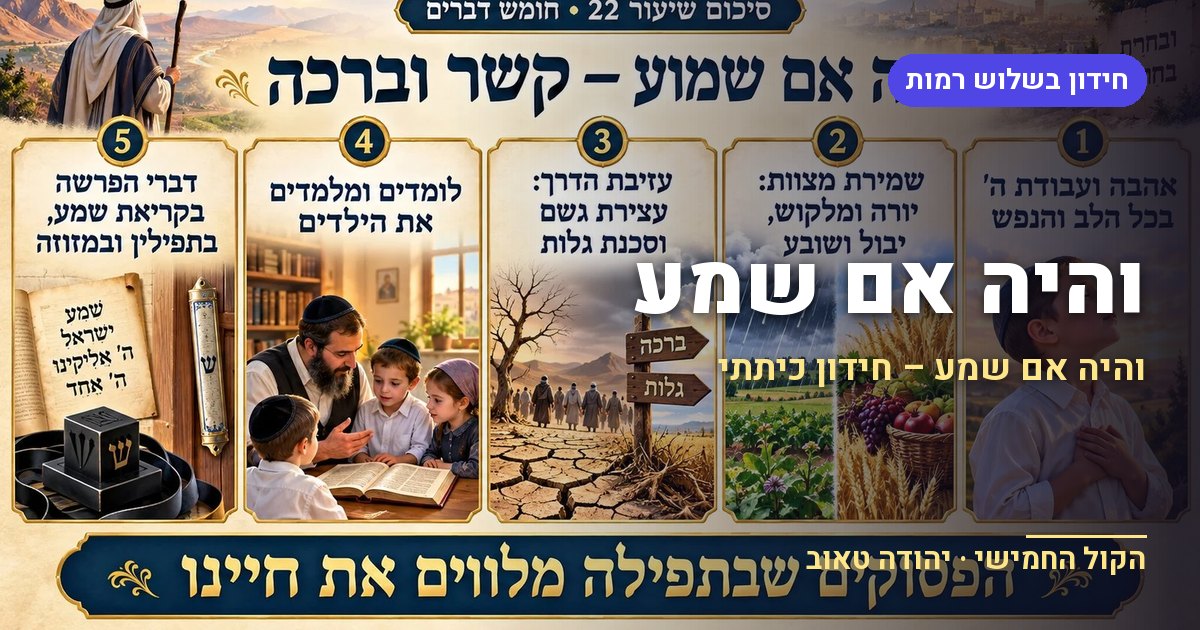 סיכום שיעור 22 • חומש דברים
ה אם שמוע – קשר וברכה
חידון בשלוש רמות
ובחרת
1
אהבה ועבודת ה'
בכל הלב והנפש
2
שמירת מצוות:
יורה ומלקוש,
יבול ושובע
3
עזיבת הדרך:
עצירת גשם
וסכנת גלות
ברכה
גלות
4
לומדים ומלמדים
את הילדים
5
דברי הפרשה
בקריאת שמע,
בתפילין ובמזוזה
שמע
ישראל
ה' אליקינו
ה' אחד
ש
ש
והיה אם שמע
והיה אם שמע – חידון כיתתי
הקול החמישי · יהודה טאוב
הפסוקים שבתפילה מלווים את חיינו